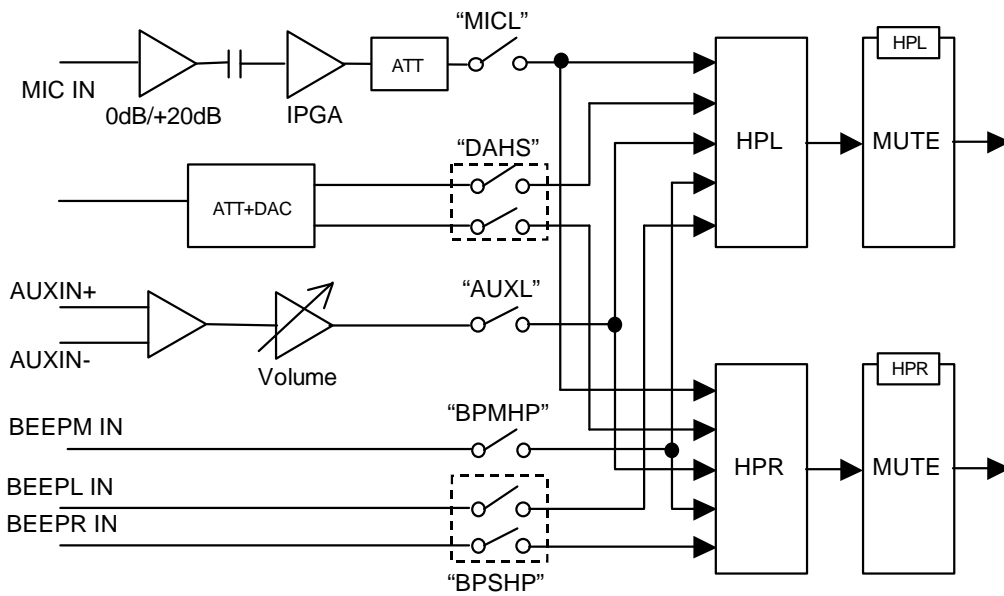 “MICL”
HPL
ATT
MIC IN
0dB/+20dB
IPGA
HPL
MUTE
“DAHS”
ATT+DAC
AUXIN+
“AUXL”
AUXIN-
Volume
HPR
BEEPM IN
“BPMHP”
HPR
MUTE
BEEPL IN
BEEPR IN
“BPSHP”